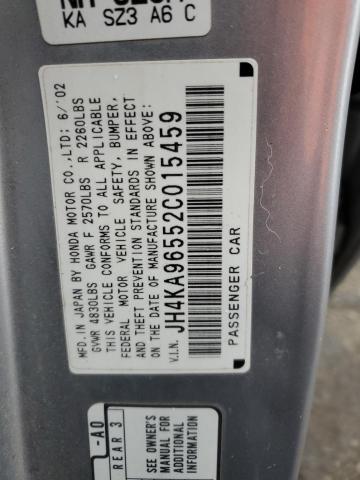 KA SZ3 A6 C
MFD. IN JAPAN BY HONDA MOTOR CO.,LTD: 6/'02
GVWR 4830LBS GAWR F 2570LBS R 2260LBS
THIS VEHICLE CONFORMS TO ALL APPLICABLE
FEDERAL MOTOR VEHICLE SAFETY, BUMPER,
AND THEFT PREVENTION STANDARDS IN EFFECT
ON THE DATE OF MANUFACTURE SHOWN ABOVE:
V.I.N. JH4KA96552C015459
PASSENGER CAR
-A0
REAR 3
SEE OWNER'S
MANUAL FOR
ADDITIONAL
INFORMATION